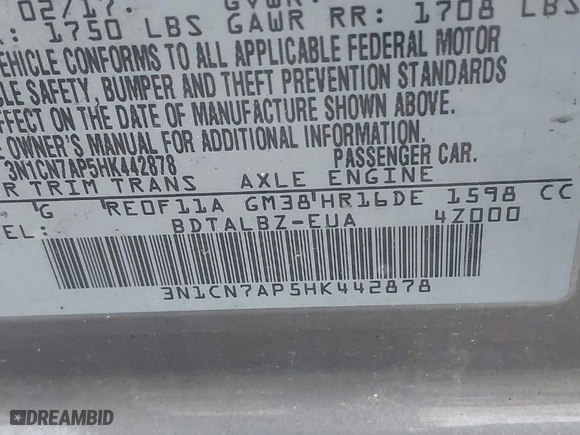 02/17.
1750 LBS GAWR RR: 1708 LBS
VEHICLE CONFORMS TO ALL APPLICABLE FEDERAL MOTOR
SAFETY, BUMPER AND THEFT PREVENTION STANDARDS
EFFECT ON THE DATE OF MANUFACTURE SHOWN ABOVE.
OWNER'S MANUAL FOR ADDITIONAL INFORMATION.
3N1CN7AP5HK442878 PASSENGER CAR.
TRIM TRANS AXLE ENGINE
G RE0F11A GM38 HR16DE 1598 CC
BDTALBZ-EUA 4Z000
3N1CN7AP5HK442878
DREAMBID